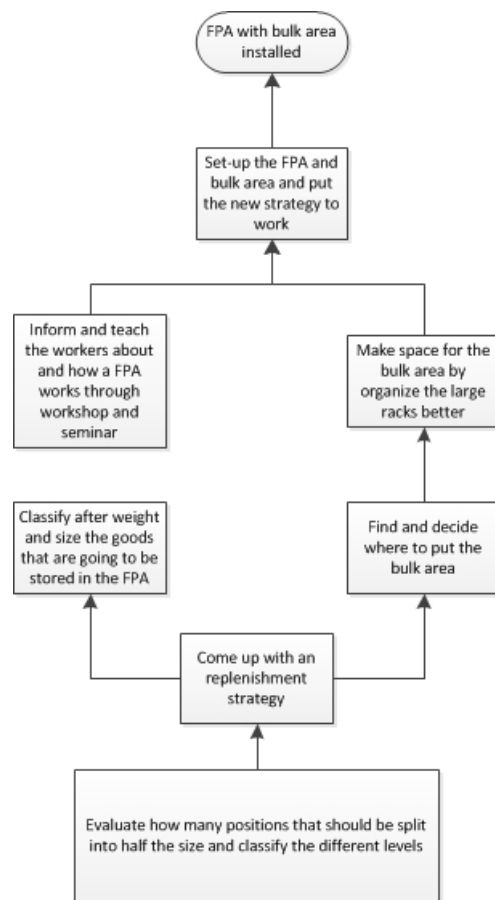 FPA with bulk area
installed
Set-up the FPA and
bulk area and put
the new strategy to
work
Inform and teach
the workers about
and how a FPA
works through
workshop and
seminar
Make space for the
bulk area by
organize the large
racks better
Classify after weight
and size the goods
that are going to be
stored in the FPA
Find and decide
where to put the
bulk area
Come up with an
replenishment
strategy
Evaluate how many positions that should be split
into half the size and classify the different levels